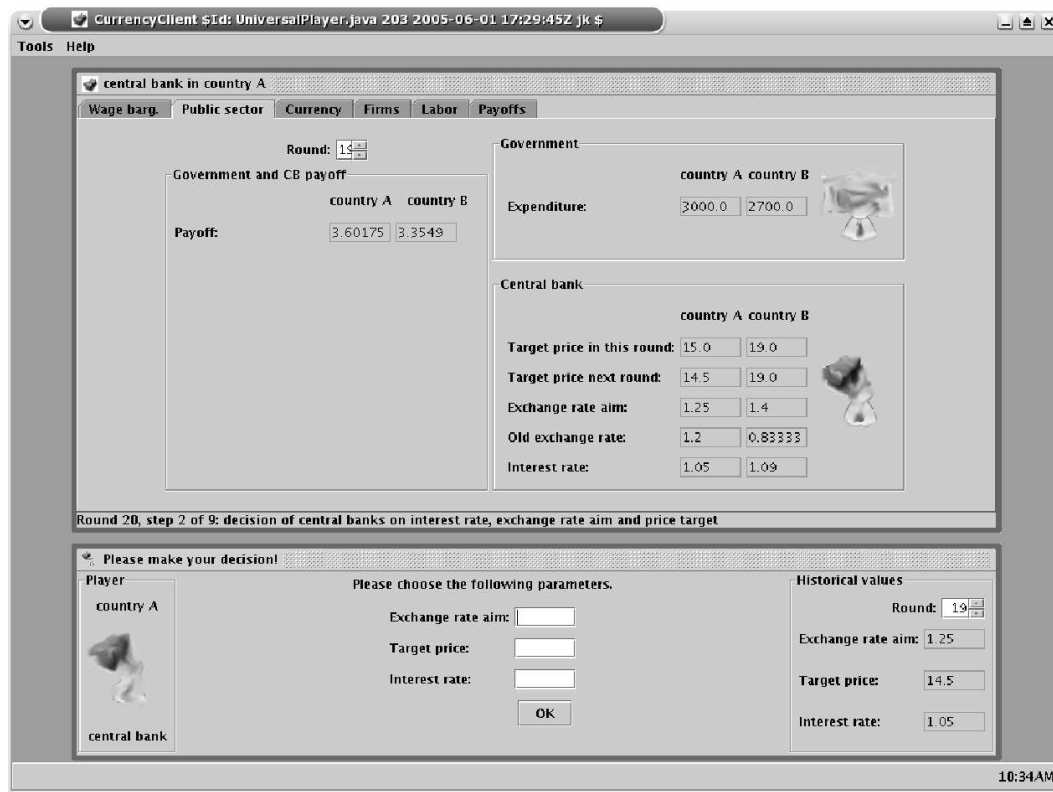 CurrencyClient $Id: UniversalPlayer.java 203 2005-06-01 17:29:45Z jk $
Tools Help
central bank in country A
Wage barg. Public sector Currency Firms Labor Payoffs
Round: 19
Government and CB payoff
country A country B
Payoff: 3.60175 3.3549
Government
country A country B
Expenditure: 3000.0 2700.0
Central bank
country A country B
Target price in this round: 15.0 19.0
Target price next round: 14.5 19.0
Exchange rate aim: 1.25 1.4
Old exchange rate: 1.2 0.83333
Interest rate: 1.05 1.09
Round 20, step 2 of 9: decision of central banks on interest rate, exchange rate aim and price target
Please make your decision!
Player
country A
central bank
Please choose the following parameters.
Exchange rate aim:
Target price:
Interest rate:
OK
Historical values
Round: 19
Exchange rate aim: 1.25
Target price: 14.5
Interest rate: 1.05
10:34AM